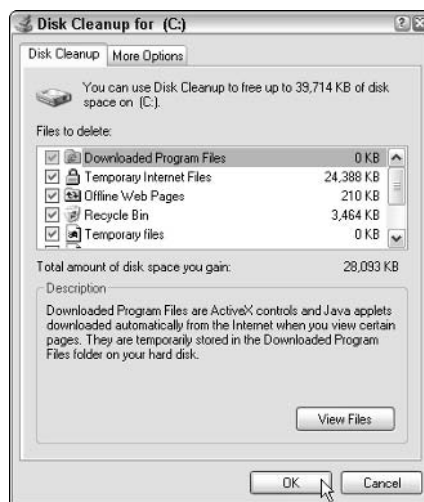 Disk Cleanup for (C:)
Disk Cleanup
More Options
You can use Disk Cleanup to free up to 39,714 KB of disk
space on (C:).
Files to delete:
Downloaded Program Files 0 KB
Temporary Internet Files 24,388 KB
Offline Web Pages 210 KB
Recycle Bin 3,464 KB
Temporary files 0 KB
Total amount of disk space you gain: 28,093 KB
Description
Downloaded Program Files are ActiveX controls and Java applets
downloaded automatically from the Internet when you view certain
pages. They are temporarily stored in the Downloaded Program
Files folder on your hard disk.
View Files
OK
Cancel